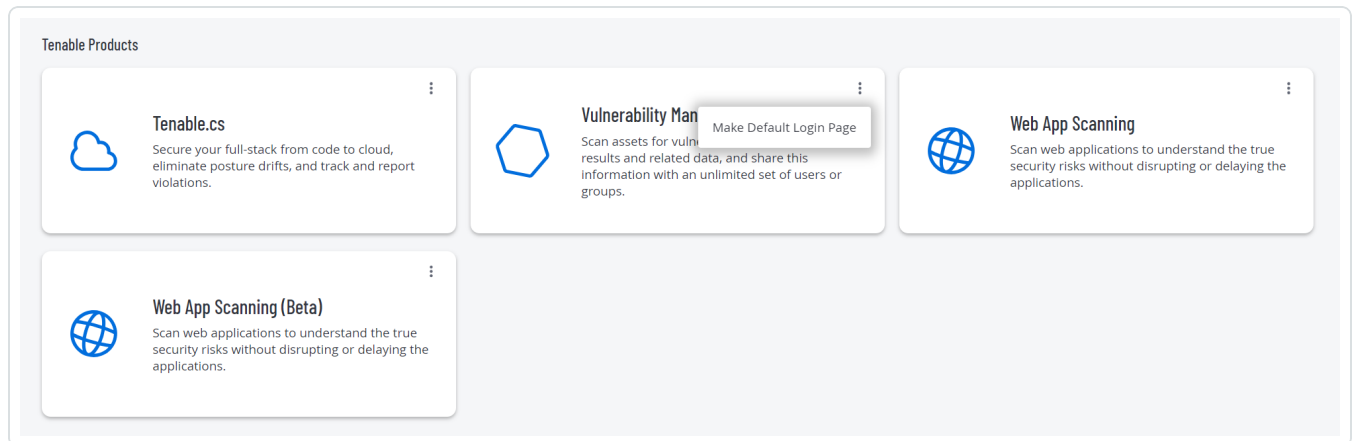 Tenable Products
Tenable.cs
Secure your full-stack from code to cloud,
eliminate posture drifts, and track and report
violations.
Vulnerability Man
Make Default Login Page
Scan assets for vuln
results and related data, and share this
information with an unlimited set of users or
groups.
Web App Scanning
Scan web applications to understand the true
security risks without disrupting or delaying the
applications.
Web App Scanning (Beta)
Scan web applications to understand the true
security risks without disrupting or delaying the
applications.